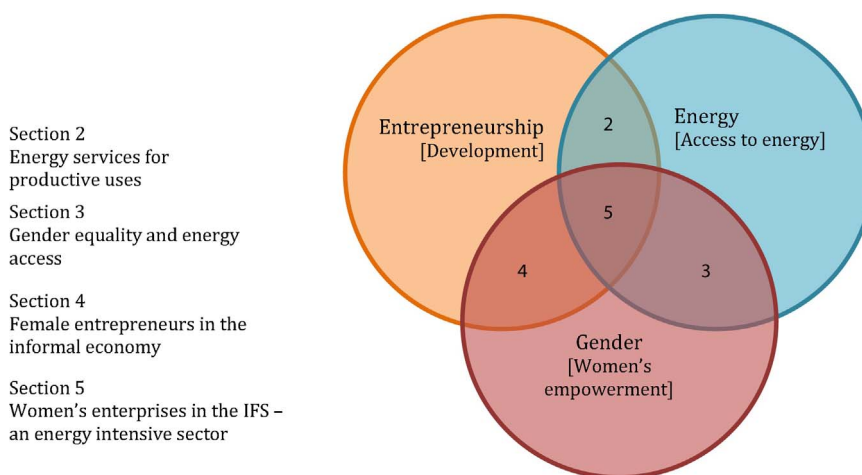 Section 2
Energy services for
productive uses
Section 3
Gender equality and energy
access
Section 4
Female entrepreneurs in the
informal economy
Section 5
Women’s enterprises in the IFS –
an energy intensive sector
Entrepreneurship
[Development]
2
Energy
[Access to energy]
5
4
3
Gender
[Women’s
empowerment]